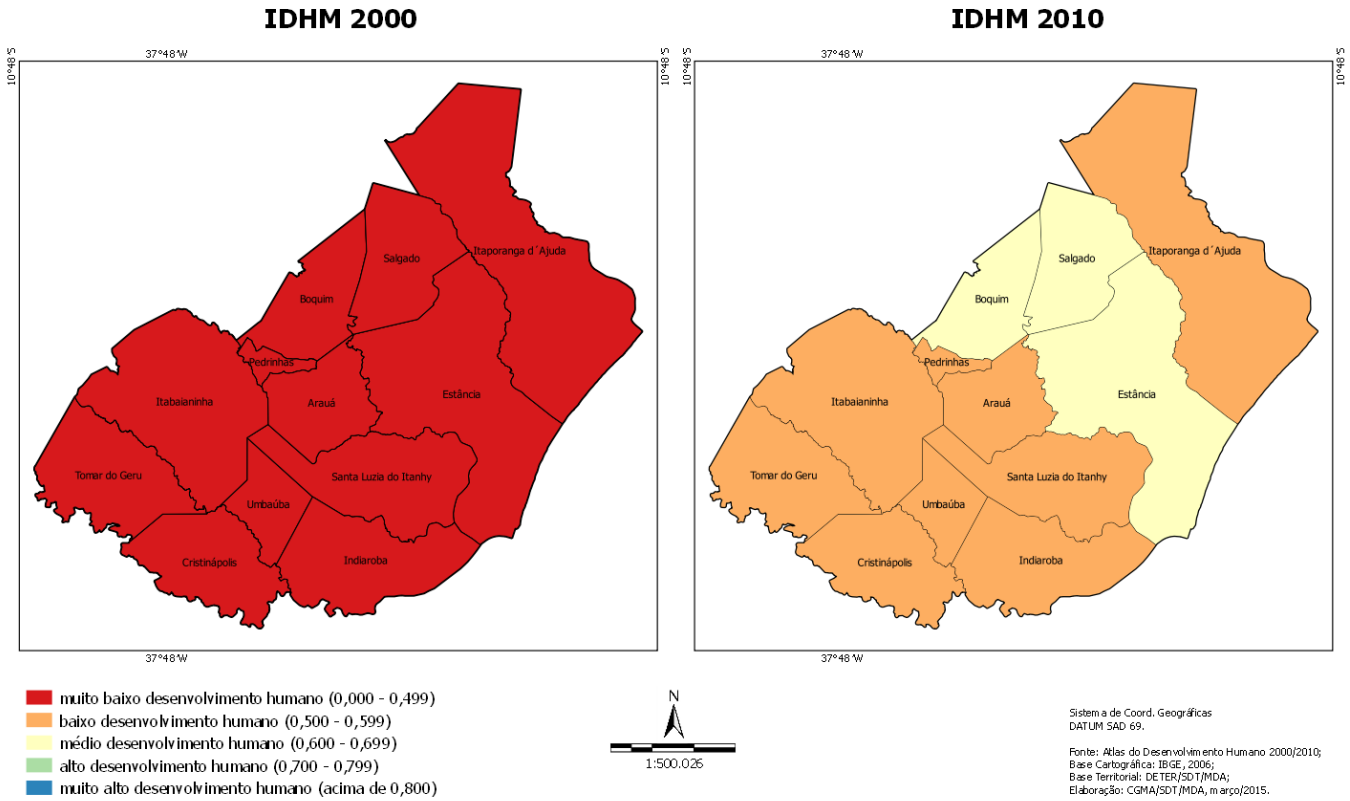 IDHM 2000
IDHM 2010
37°48'W
37°48'W
10°48'S
10°48'S
Itaporanga d´Ajuda
Salgado
Boquim
Pedrinhas
Itabaianinha
Arauá
Estância
Tomar do Geru
Santa Luzia do Itanhy
Umbaúba
Cristinápolis
Indiaroba
Itaporanga d´Ajuda
Salgado
Boquim
Pedrinhas
Itabaianinha
Arauá
Estância
Tomar do Geru
Santa Luzia do Itanhy
Umbaúba
Cristinápolis
Indiaroba
37°48'W
37°48'W
muito baixo desenvolvimento humano (0,000 - 0,499)
baixo desenvolvimento humano (0,500 - 0,599)
médio desenvolvimento humano (0,600 - 0,699)
alto desenvolvimento humano (0,700 - 0,799)
muito alto desenvolvimento humano (acima de 0,800)
N
1:500.026
Sistema de Coord. Geográficas
DATUM SAD 69.
Fonte: Atlas do Desenvolvimento Humano 2000/2010;
Base Cartográfica: IBGE, 2006;
Base Territorial: DETER/SDT/MDA;
Elaboração: CGMA/SDT/MDA, março/2015.